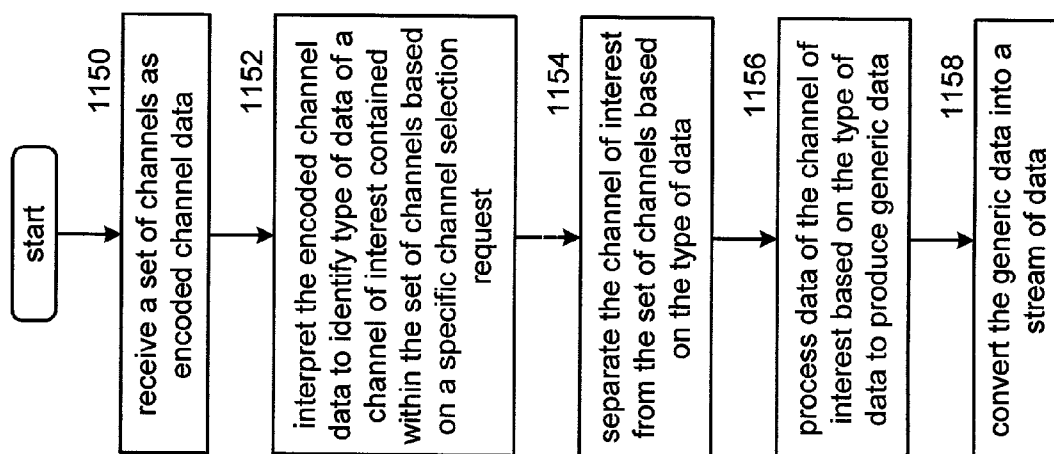 start
1150
receive a set of channels as
encoded channel data
1152
interpret the encoded channel
data to identify type of data of a
channel of interest contained
within the set of channels based
on a specific channel selection
request
1154
separate the channel of interest
from the set of channels based
on the type of data
1156
process data of the channel of
interest based on the type of
data to produce generic data
1158
convert the generic data into a
stream of data